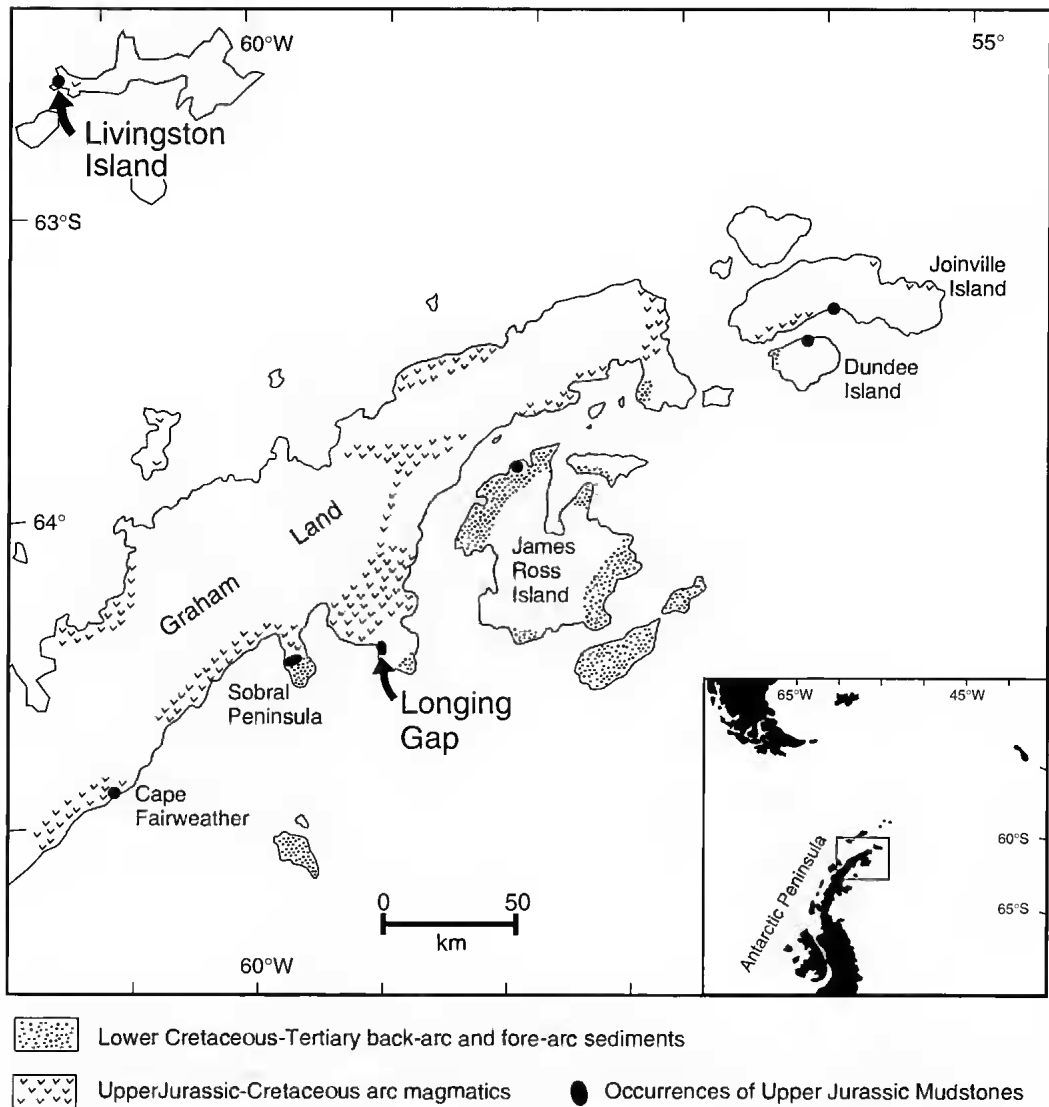 60°W
55°
Livingston
Island
63°S
Joinville
Island
Dundee
Island
64°
Land
James
Ross
Island
Graham
Sobral
Peninsula
Longing
Gap
Cape
Fairweather
0
50
km
60°W
65°W
45°W
60°S
65°S
Antarctic Peninsula
Lower Cretaceous-Tertiary back-arc and fore-arc sediments
UpperJurassic-Cretaceous arc magmatics
Occurrences of Upper Jurassic Mudstones